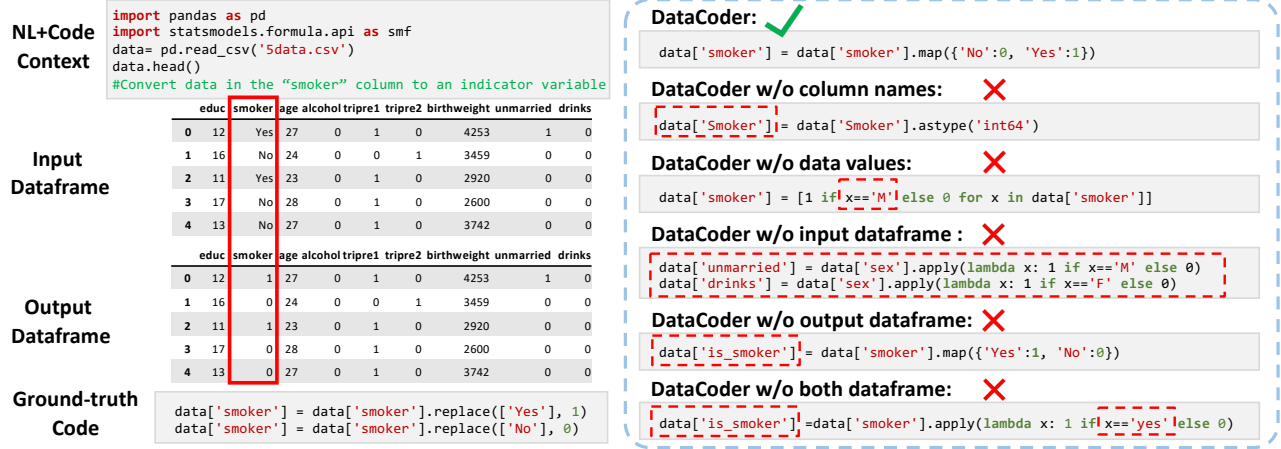 NL+Code
Context
import pandas as pd
import statsmodels.formula.api as smf
data= pd.read_csv('5data.csv')
data.head()
#Convert data in the “smoker” column to an indicator variable
Input
Dataframe
educ smoker age alcohol tripre1 tripre2 birthweight unmarried drinks
0 12 Yes 27 0 1 0 4253 1 0
1 16 No 24 0 0 1 3459 0 0
2 11 Yes 23 0 1 0 2920 0 0
3 17 No 28 0 1 0 2600 0 0
4 13 No 27 0 1 0 3742 0 0
Output
Dataframe
educ smoker age alcohol tripre1 tripre2 birthweight unmarried drinks
0 12 1 27 0 1 0 4253 1 0
1 16 0 24 0 0 1 3459 0 0
2 11 1 23 0 1 0 2920 0 0
3 17 0 28 0 1 0 2600 0 0
4 13 0 27 0 1 0 3742 0 0
Ground-truth
Code
data['smoker'] = data['smoker'].replace(['Yes'], 1)
data['smoker'] = data['smoker'].replace(['No'], 0)
DataCoder:
data['smoker'] = data['smoker'].map({'No':0, 'Yes':1})
DataCoder w/o column names:
data['Smoker'] = data['Smoker'].astype('int64')
DataCoder w/o data values:
data['smoker'] = [1 if x=='M' else 0 for x in data['smoker']]
DataCoder w/o input dataframe :
data['unmarried'] = data['sex'].apply(lambda x: 1 if x=='M' else 0)
data['drinks'] = data['sex'].apply(lambda x: 1 if x=='F' else 0)
DataCoder w/o output dataframe:
data['is_smoker'] = data['smoker'].map({'Yes':1, 'No':0})
DataCoder w/o both dataframe:
data['is_smoker'] =data['smoker'].apply(lambda x: 1 if x=='yes' else 0)